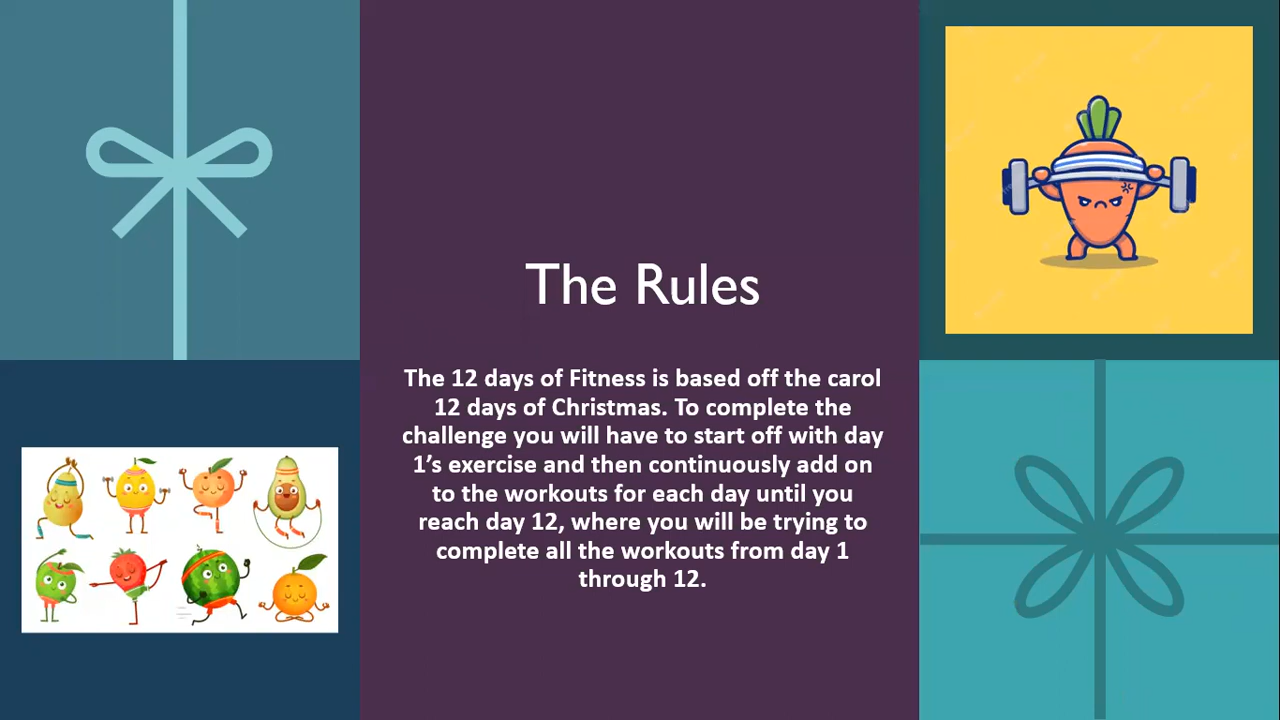 The Rules
The 12 days of Fitness is based off the carol
12 days of Christmas. To complete the
challenge you will have to start off with day
1’s exercise and then continuously add on
to the workouts for each day until you
reach day 12, where you will be trying to
complete all the workouts from day 1
through 12.